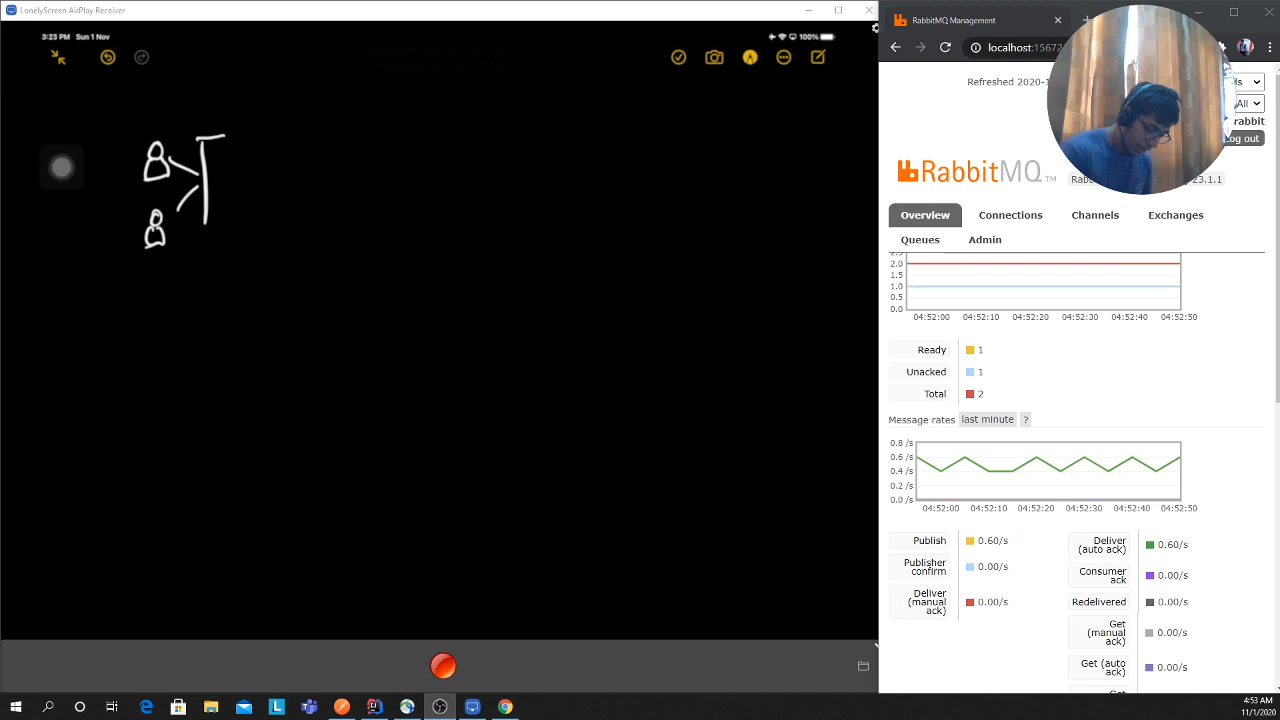 LonelyScreen AirPlay Receiver
3:23 PM Sun 1 Nov
100%
RabbitMQ Management
localhost:15672
Refreshed 2020-1
All
rabbit
Log out
RabbitMQ TM
23.1.1
Overview
Connections
Channels
Exchanges
Queues
Admin
2.0
1.5
1.0
0.5
0.0
04:52:00 04:52:10 04:52:20 04:52:30 04:52:40 04:52:50
Ready 1
Unacked 1
Total 2
Message rates last minute ?
0.8 /s
0.6 /s
0.4 /s
0.2 /s
0.0 /s
04:52:00 04:52:10 04:52:20 04:52:30 04:52:40 04:52:50
Publish 0.60/s
Publisher
confirm 0.00/s
Deliver
(manual
ack) 0.00/s
Deliver
(auto ack) 0.60/s
Consumer
ack 0.00/s
Redelivered 0.00/s
Get
(manual
ack) 0.00/s
Get (auto
ack) 0.00/s
Get
4:53 AM
11/1/2020